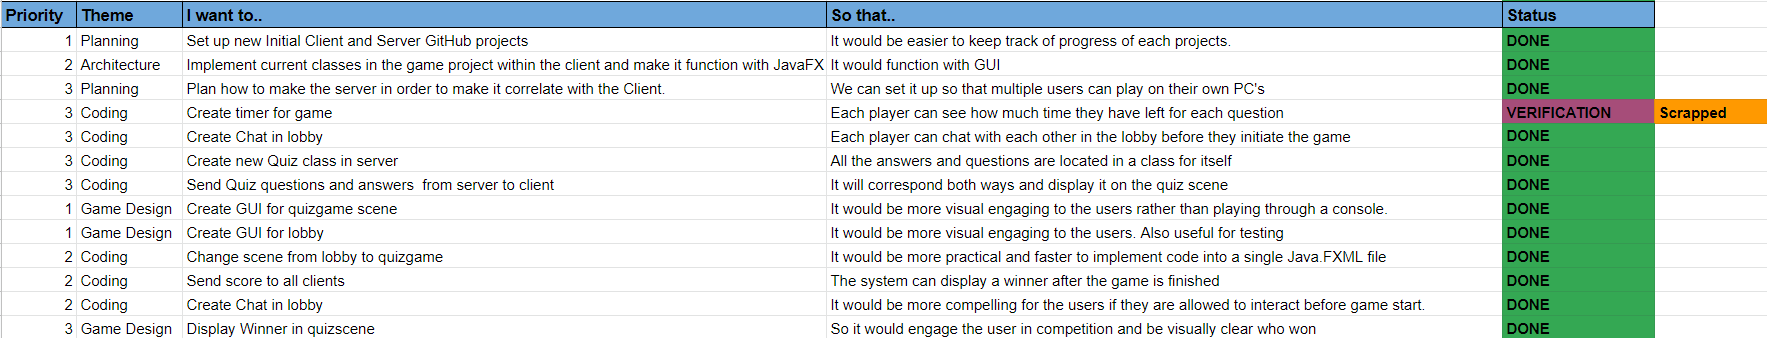 Priority Theme I want to.. So that.. Status
1 Planning Set up new Initial Client and Server GitHub projects It would be easier to keep track of progress of each projects. DONE
2 Architecture Implement current classes in the game project within the client and make it function with JavaFX It would function with GUI DONE
3 Planning Plan how to make the server in order to make it correlate with the Client. We can set it up so that multiple users can play on their own PC's DONE
3 Coding Create timer for game Each player can see how much time they have left for each question VERIFICATION Scrapped
3 Coding Create Chat in lobby Each player can chat with each other in the lobby before they initiate the game DONE
3 Coding Create new Quiz class in server All the answers and questions are located in a class for itself DONE
3 Coding Send Quiz questions and answers  from server to client It will correspond both ways and display it on the quiz scene DONE
1 Game Design Create GUI for quizgame scene It would be more visual engaging to the users rather than playing through a console. DONE
1 Game Design Create GUI for lobby It would be more visual engaging to the users. Also useful for testing DONE
2 Coding Change scene from lobby to quizgame It would be more practical and faster to implement code into a single Java.FXML file DONE
2 Coding Send score to all clients The system can display a winner after the game is finished DONE
2 Coding Create Chat in lobby It would be more compelling for the users if they are allowed to interact before game start. DONE
3 Game Design Display Winner in quizscene So it would engage the user in competition and be visually clear who won DONE